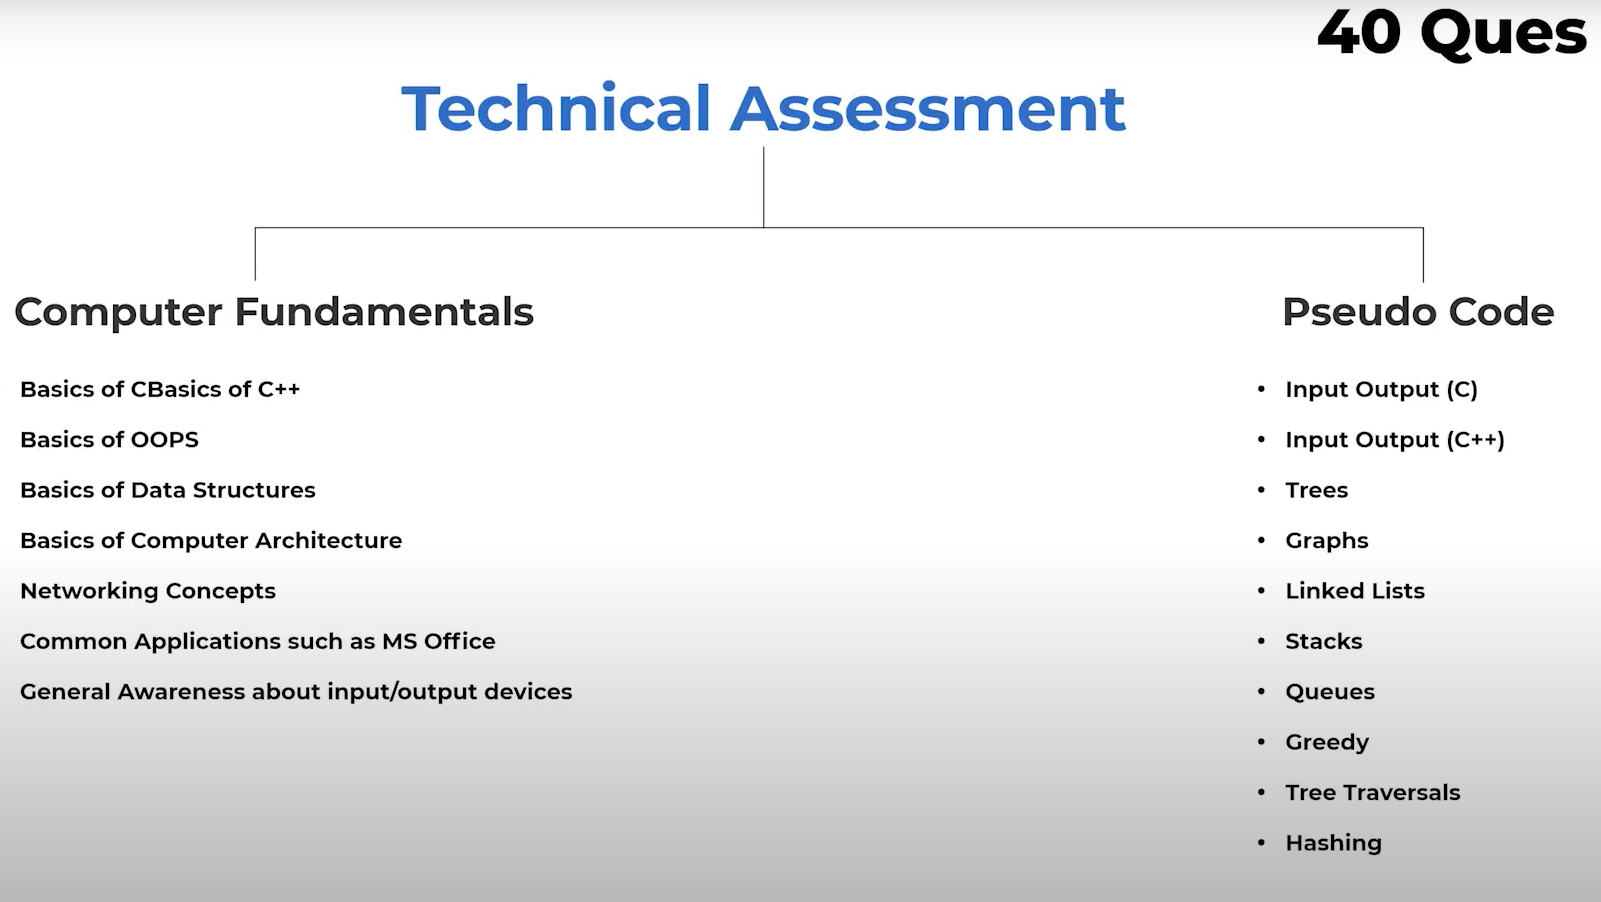 40 Ques
Technical Assessment
Computer Fundamentals
Basics of CBasics of C++
Basics of OOPS
Basics of Data Structures
Basics of Computer Architecture
Networking Concepts
Common Applications such as MS Office
General Awareness about input/output devices
Pseudo Code
• Input Output (C)
• Input Output (C++)
• Trees
• Graphs
• Linked Lists
• Stacks
• Queues
• Greedy
• Tree Traversals
• Hashing